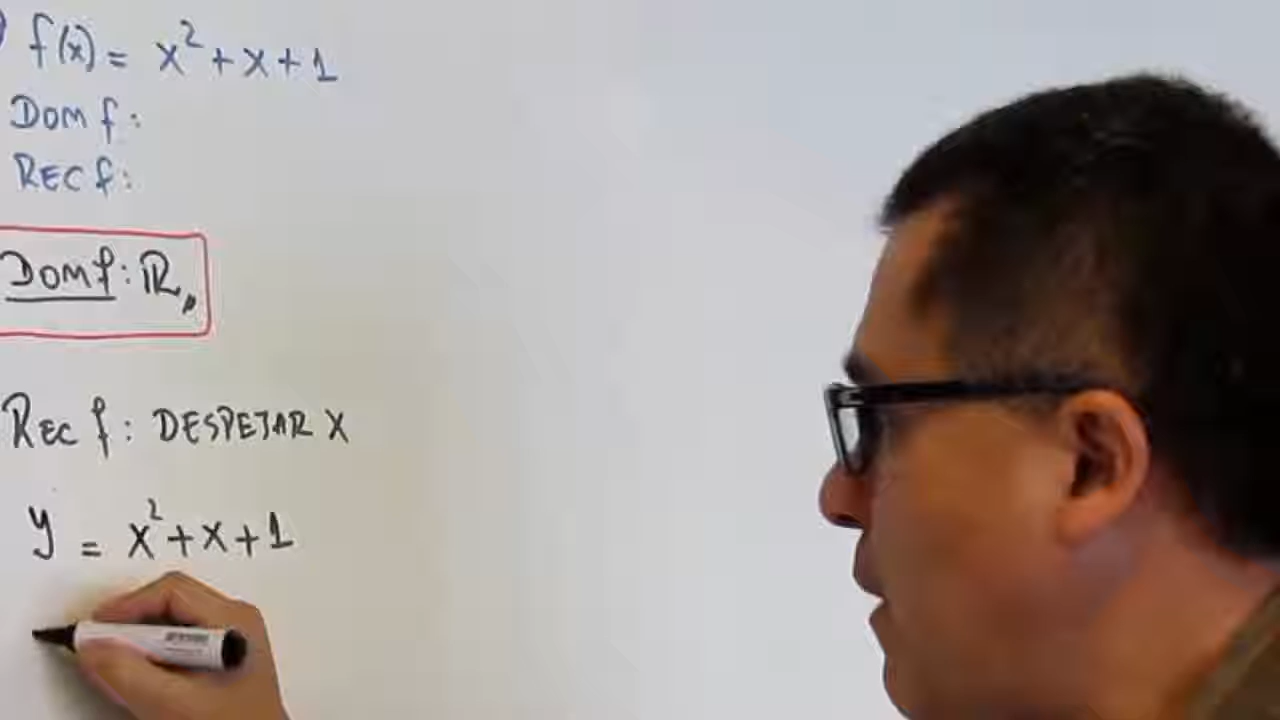 f(x) = x² + x + 1
Dom f:
Rec f:
Dom f: ℝ
Rec f: DESPEJAR X
y = x² + x + 1